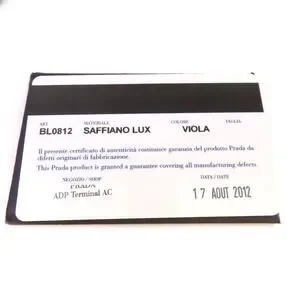 ART. MATERIALE COLORE TAGLIA
BL0812 SAFFIANO LUX VIOLA
Il presente certificato di autenticità costituisce garanzia del prodotto Prada da
difetti originari di fabbricazione.
This Prada product is granted a guarantee covering all manufacturing defects.
NEGOZIO / SHOP DATA / DATE
PRADA
ADP Terminal AC 17 AOUT 2012